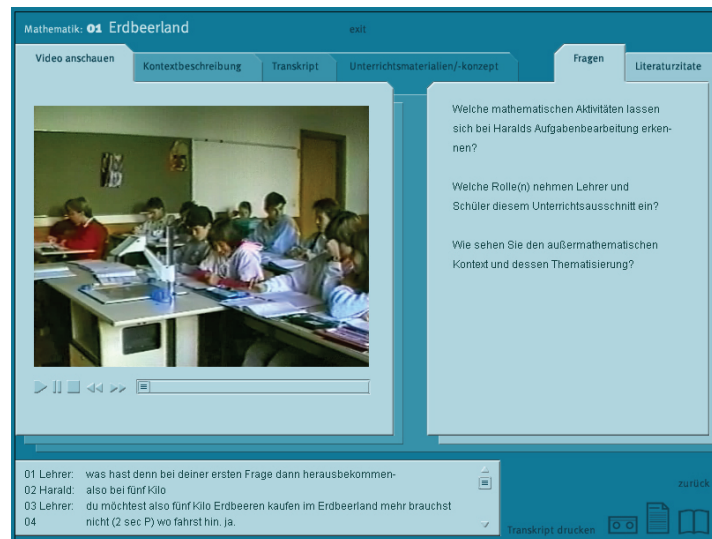 Mathematik: 01 Erdbeerland
exit
Video anschauen
Kontextbeschreibung
Transkript
Unterrichtsmaterialien/-konzept
Fragen
Literaturzitate
Welche mathematischen Aktivitäten lassen
sich bei Haralds Aufgabenbearbeitung erken-
nen?
Welche Rolle(n) nehmen Lehrer und
Schüler diesem Unterrichtsausschnitt ein?
Wie sehen Sie den außermathematischen
Kontext und dessen Thematisierung?
01 Lehrer: was hast denn bei deiner ersten Frage dann herausbekommen-
02 Harald: also bei fünf Kilo
03 Lehrer: du möchtest also fünf Kilo Erdbeeren kaufen im Erdbeerland mehr brauchst
04 nicht (2 sec P) wo fahrst hin. ja.
zurück
Transkript drucken